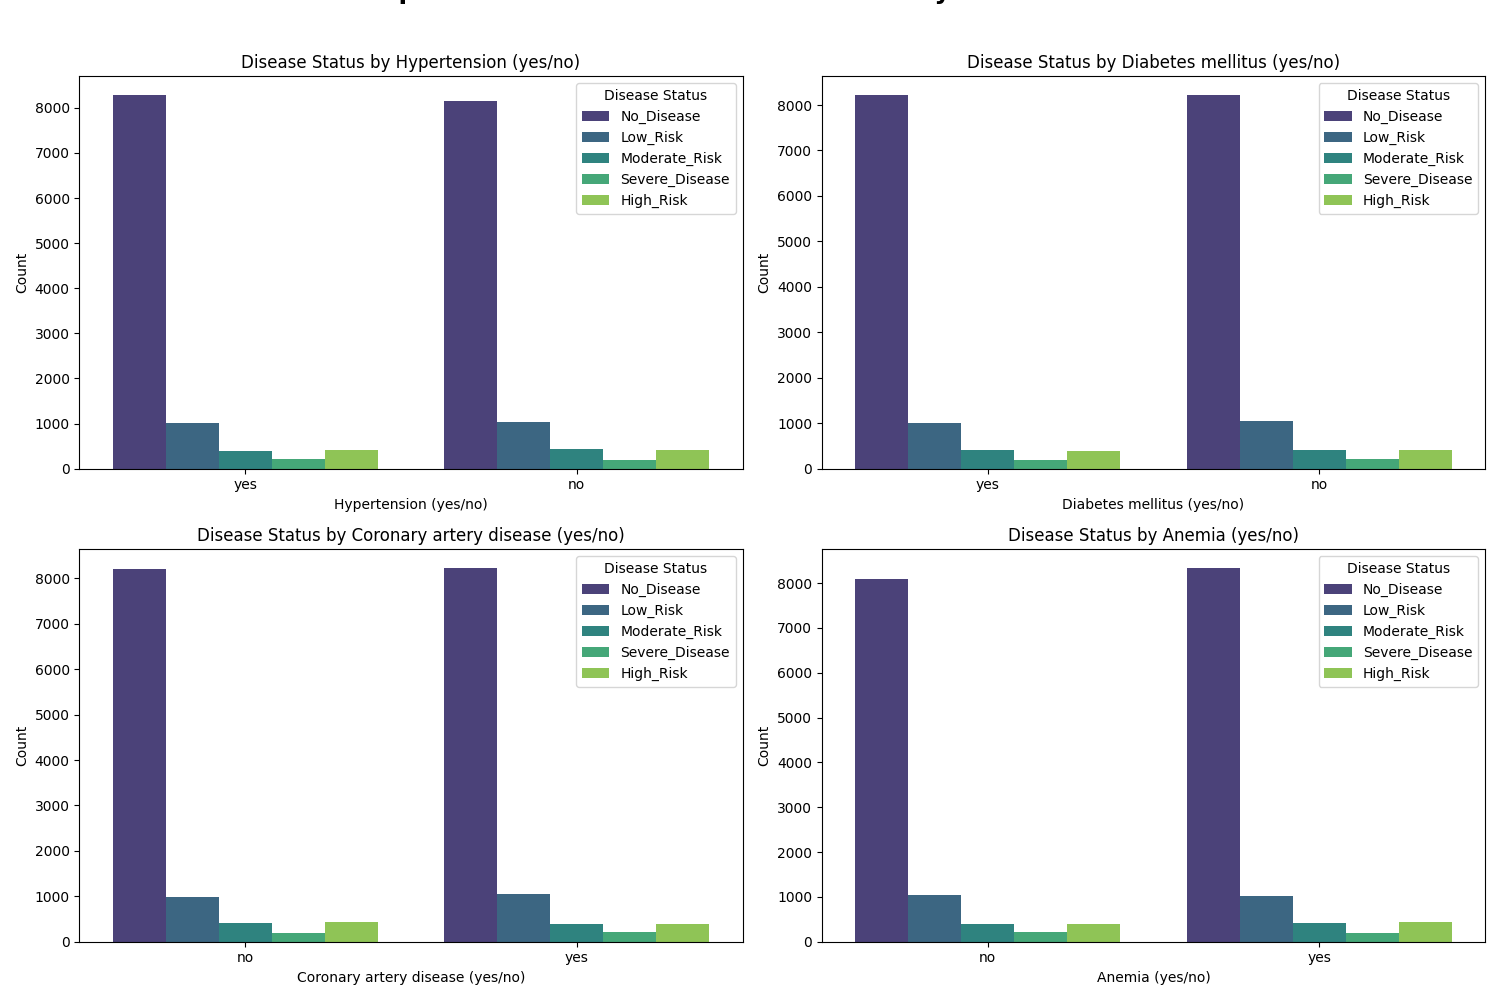 Disease Status by Hypertension (yes/no)
8000
7000
6000
5000
4000
3000
2000
1000
0
Count
Disease Status
No_Disease
Low_Risk
Moderate_Risk
Severe_Disease
High_Risk
yes
no
Hypertension (yes/no)
Disease Status by Diabetes mellitus (yes/no)
8000
7000
6000
5000
4000
3000
2000
1000
0
Count
Disease Status
No_Disease
Low_Risk
Moderate_Risk
Severe_Disease
High_Risk
yes
no
Diabetes mellitus (yes/no)
Disease Status by Coronary artery disease (yes/no)
8000
7000
6000
5000
4000
3000
2000
1000
0
Count
Disease Status
No_Disease
Low_Risk
Moderate_Risk
Severe_Disease
High_Risk
no
yes
Coronary artery disease (yes/no)
Disease Status by Anemia (yes/no)
8000
7000
6000
5000
4000
3000
2000
1000
0
Count
Disease Status
No_Disease
Low_Risk
Moderate_Risk
Severe_Disease
High_Risk
no
yes
Anemia (yes/no)